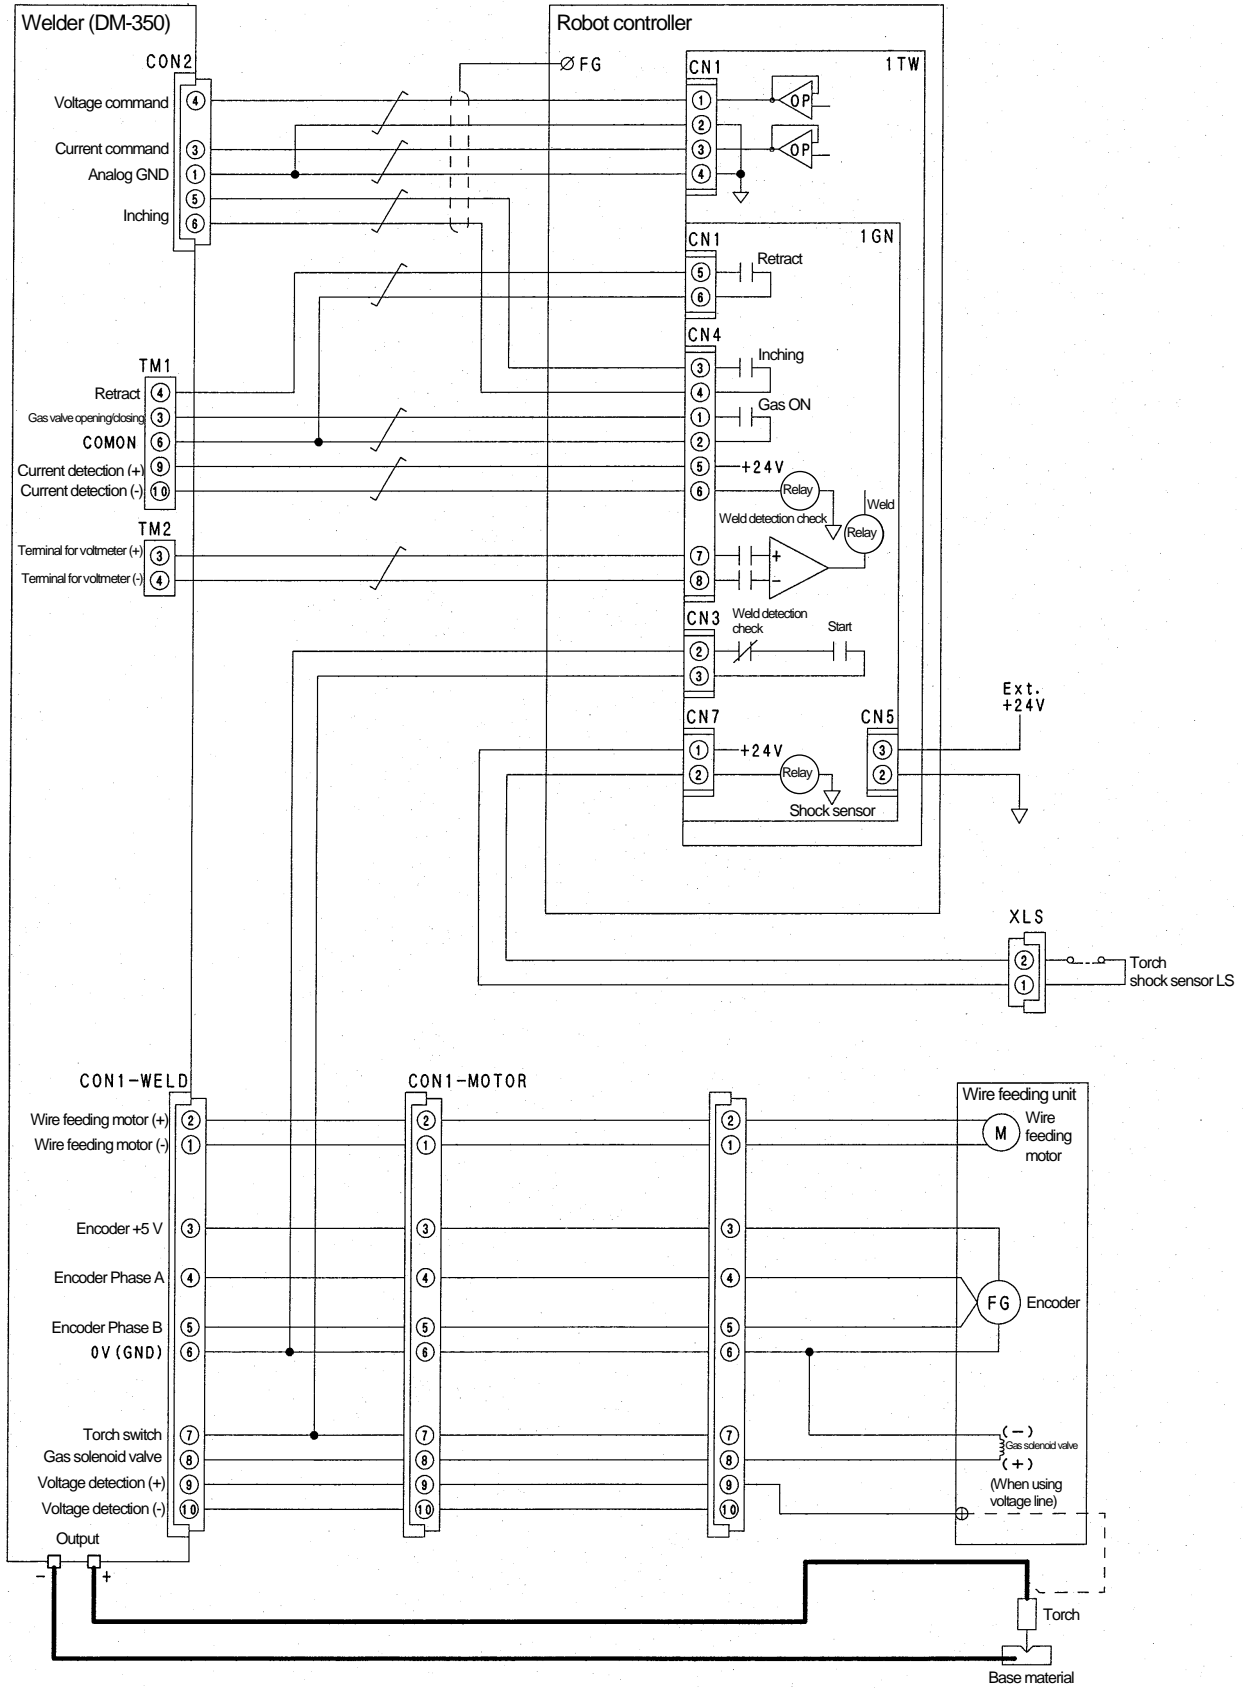 Welder (DM-350)
Robot controller
CON2
FG
CN1
1TW
Voltage command
4
1
OP
2
Current command
3
3
OP
Analog GND
1
4
5
Inching
6
CN1
1GN
Retract
5
6
CN4
Inching
TM1
3
Retract
4
4
Gas ON
Gas valve opening/closing
3
1
COMON
6
2
Current detection (+)
9
5
+24V
Current detection (-)
10
6
Relay
Weld
Weld detection check
Relay
TM2
Terminal for voltmeter (+)
3
7
+
Terminal for voltmeter (-)
4
8
-
CN3
Weld detection
check
Start
2
3
Ext.
+24V
CN7
CN5
1
+24V
3
2
Relay
2
Shock sensor
XLS
2
Torch
shock sensor LS
1
CON1-WELD
CON1-MOTOR
Wire feeding unit
Wire feeding motor (+)
2
2
2
M
Wire
feeding
motor
Wire feeding motor (-)
1
1
1
Encoder +5 V
3
3
3
Encoder Phase A
4
4
4
FG
Encoder
Encoder Phase B
5
5
5
0V(GND)
6
6
6
Torch switch
7
7
7
(-)
Gas solenoid valve
8
8
8
Gas solenoid valve
(+)
Voltage detection (+)
9
9
9
(When using
voltage line)
Voltage detection (-)
10
10
10
Output
-
+
Torch
Base material